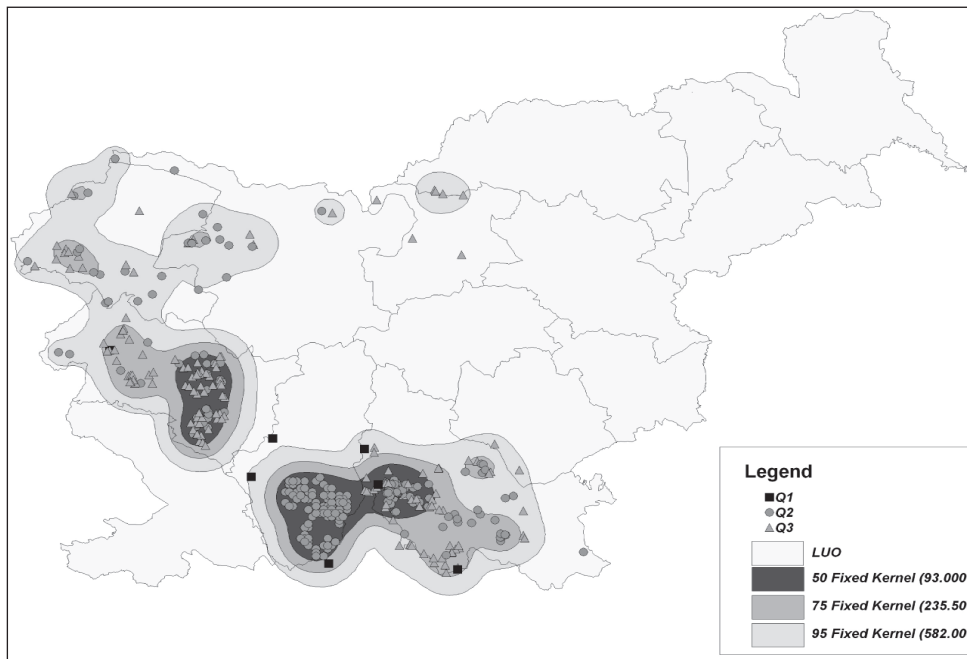 Legend
Q1
Q2
Q3
LUO
50 Fixed Kernel (93.000
75 Fixed Kernel (235.50
95 Fixed Kernel (582.00